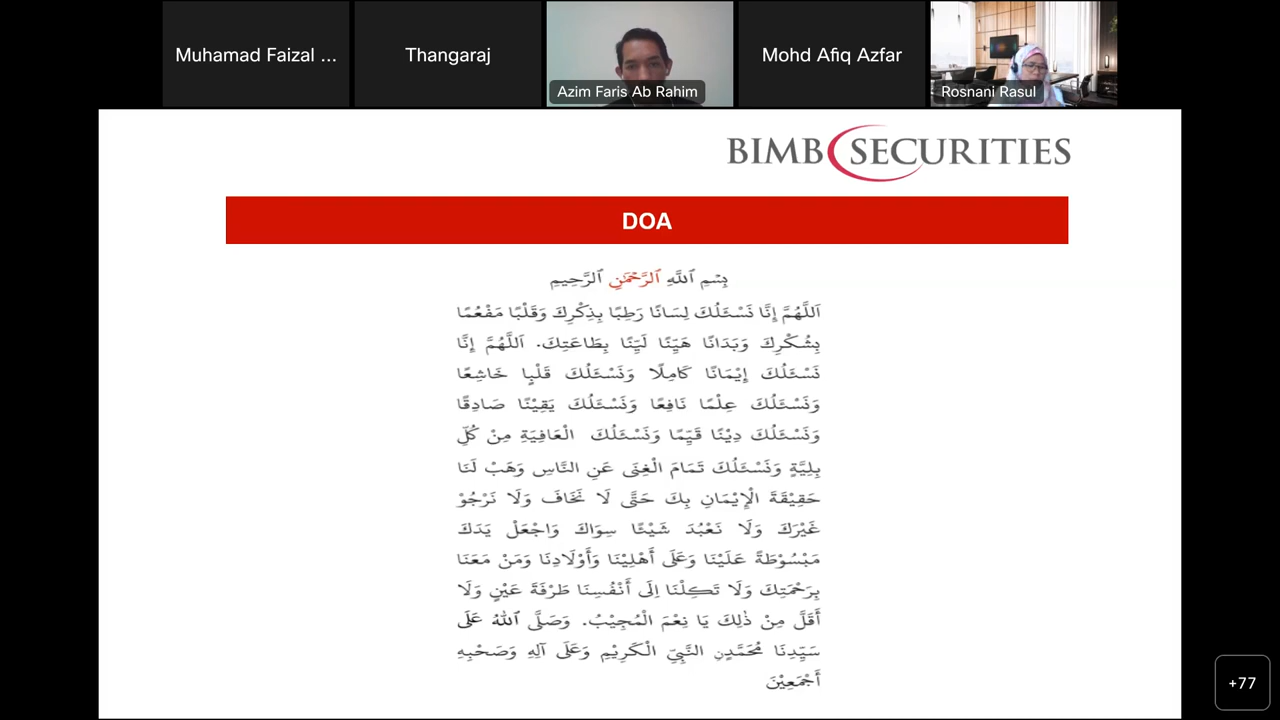 Muhamad Faizal ...
Thangaraj
Azim Faris Ab Rahim
Mohd Afiq Azfar
Rosnani Rasul
BIMB SECURITIES
DOA
بِسْمِ ٱللَّهِ ٱلرَّحْمَٰنِ ٱلرَّحِيمِ
اَللَّهُمَّ إِنَّا نَسْئَلُكَ لِسَانًا رَطِبًا بِذِكْرِكَ وَقَلْبًا مَفْعُمًا
بِشُكْرِكَ وَبَدَانًا هَيِّنًا لَيِّنًا بِطَاعَتِكَ. اَللَّهُمَّ إِنَّا
نَسْئَلُكَ إِيْمَانًا كَامِلًا وَنَسْئَلُكَ قَلْبٍا خَاشِعًا
وَنَسْئَلُكَ عِلْمًا نَافِعًا وَنَسْئَلُكَ يَقِيْنًا صَادِقًا
وَنَسْئَلُكَ دِيْنًا قَيِّمًا وَنَسْئَلُكَ الْعَافِيَةِ مِنْ كُلِّ
بِلِيَّةٍ وَنَسْئَلُكَ تَمَامَ الْغِنَى عَنِ النَّاسِ وَهَبْ لَنَا
حَقِيْقَةَ الْإِيْمَانِ بِكَ حَتَّى لَا نَخَافَ وَلَا نَرْجُوْ
غَيْرَكَ وَلَا نَعْبُدَ شَيْئًا سِوَاكَ وَاجْعَلْ يَدَكَ
مَبْسُوْطَةً عَلَيْنَا وَعَلَى أَهْلِيْنَا وَأَوْلَادِنَا وَمَنْ مَعَنَا
بِرَحْمَتِكَ وَلَا تَكِلْنَا إِلَى أَنْفُسِنَا طَرْفَةَ عَيْنٍ وَلَا
أَقَلَّ مِنْ ذٰلِكَ يَا نِعْمَ الْمُجِيْبُ. وَصَلَّى اللهُ عَلَى
سَيِّدِنَا مُحَمَّدٍنِ النَّبِيِّ الْكَرِيْمِ وَعَلَى آلِهِ وَصَحْبِهِ
أَجْمَعِيْنَ
+77